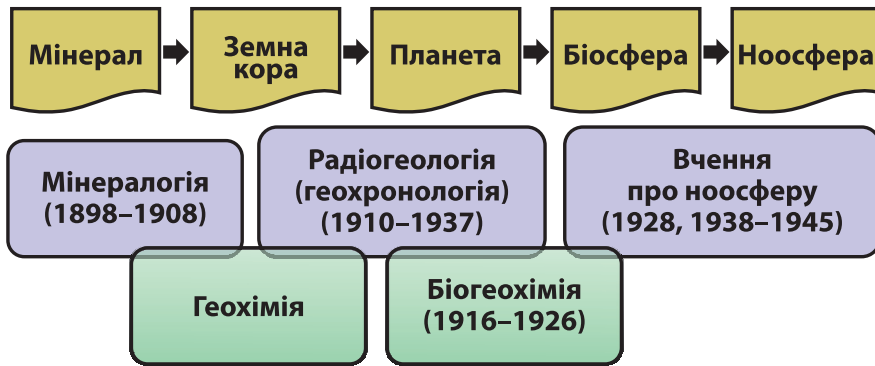 Мінерал
Земна
кора
Планета
Біосфера
Ноосфера
Мінералогія
(1898–1908)
Радіогеологія
(геохронологія)
(1910–1937)
Вчення
про ноосферу
(1928, 1938–1945)
Геохімія
Біогеохімія
(1916–1926)